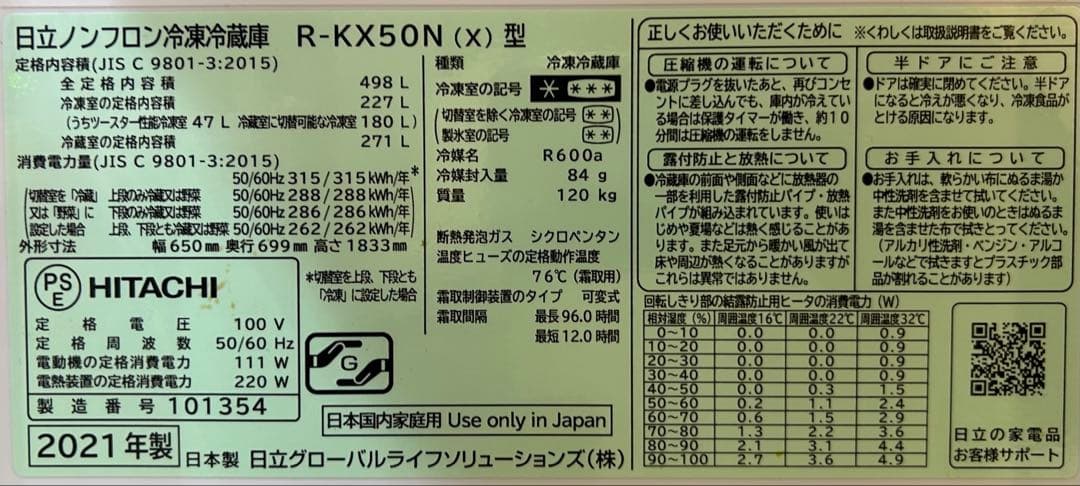 日立ノンフロン冷凍冷蔵庫 R-KX50N (X) 型
定格内容積(JIS C 9801-3:2015)
全定格内容積 498 L
冷凍室の定格内容積 227 L
(うちツースター性能冷凍室 47 L 冷蔵室に切替可能な冷凍室 180 L)
冷蔵室の定格内容積 271 L
消費電力量(JIS C 9801-3:2015)
50/60Hz 315/315 kWh/年*
切替室を「冷蔵」 上段のみ冷蔵又は野菜 50/60Hz 288/288 kWh/年
又は「野菜」に 下段のみ冷蔵又は野菜 50/60Hz 286/286 kWh/年
設定した場合 上段、下段とも冷蔵又は野菜 50/60Hz 262/262 kWh/年
外形寸法 幅 650 mm 奥行 699 mm 高さ 1833 mm
PS
E
HITACHI
定格電圧 100 V
定格周波数 50/60 Hz
電動機の定格消費電力 111 W
電熱装置の定格消費電力 220 W
製造番号 101354
*切替室を上段、下段とも
「冷凍」に設定した場合
G
2021 年製
日本製 日立グローバルライフソリューションズ(株)
日本国内家庭用 Use only in Japan
種類 冷凍冷蔵庫
冷凍室の記号 * ***
(切替室を除く冷凍室の記号 **)
(製氷室の記号 **)
冷媒名 R600a
冷媒封入量 84 g
質量 120 kg
断熱発泡ガス シクロペンタン
温度ヒューズの定格動作温度
76℃ (霜取用)
霜取制御装置のタイプ 可変式
霜取間隔 最長 96.0 時間
最短 12.0 時間
正しくお使いいただくために ※くわしくは取扱説明書をご覧ください。
圧縮機の運転について
●電源プラグを抜いたあと、再びコンセ
ントに差し込んでも、庫内が冷えてい
る場合は保護タイマーが働き、約10
分間は圧縮機の運転をしません。
半ドアにご注意
●ドアは確実に閉めてください。半ドア
になると冷えが悪くなり、冷凍食品が
とける原因になります。
露付防止と放熱について
●冷蔵庫の前面や側面などに放熱器の
一部を利用した露付防止パイプ・放熱
パイプが組み込まれています。使いは
じめや夏場などは熱く感じることがあ
ります。また足元から暖かい風が出て
床や周辺が熱くなることがありますが
これらは異常ではありません。
お手入れについて
●お手入れは、軟らかい布にぬるま湯か
中性洗剤を含ませて拭いてください。
また中性洗剤をお使いのときはぬるま
湯を含ませた布で拭きとってください。
(アルカリ性洗剤・ベンジン・アルコ
ールなどで拭きますとプラスチック部
品が割れることがあります)
回転しきり部の結露防止用ヒータの消費電力 (W)
相対湿度 (%) 周囲温度16℃ 周囲温度22℃ 周囲温度32℃
0~10 0.0 0.0 0.9
10~20 0.0 0.0 0.9
20~30 0.0 0.0 0.9
30~40 0.0 0.0 0.9
40~50 0.0 0.3 1.5
50~60 0.2 1.1 2.4
60~70 0.6 1.5 2.9
70~80 1.3 2.2 3.6
80~90 2.1 3.1 4.4
90~100 2.7 3.6 4.9
日立の家電品
お客様サポート